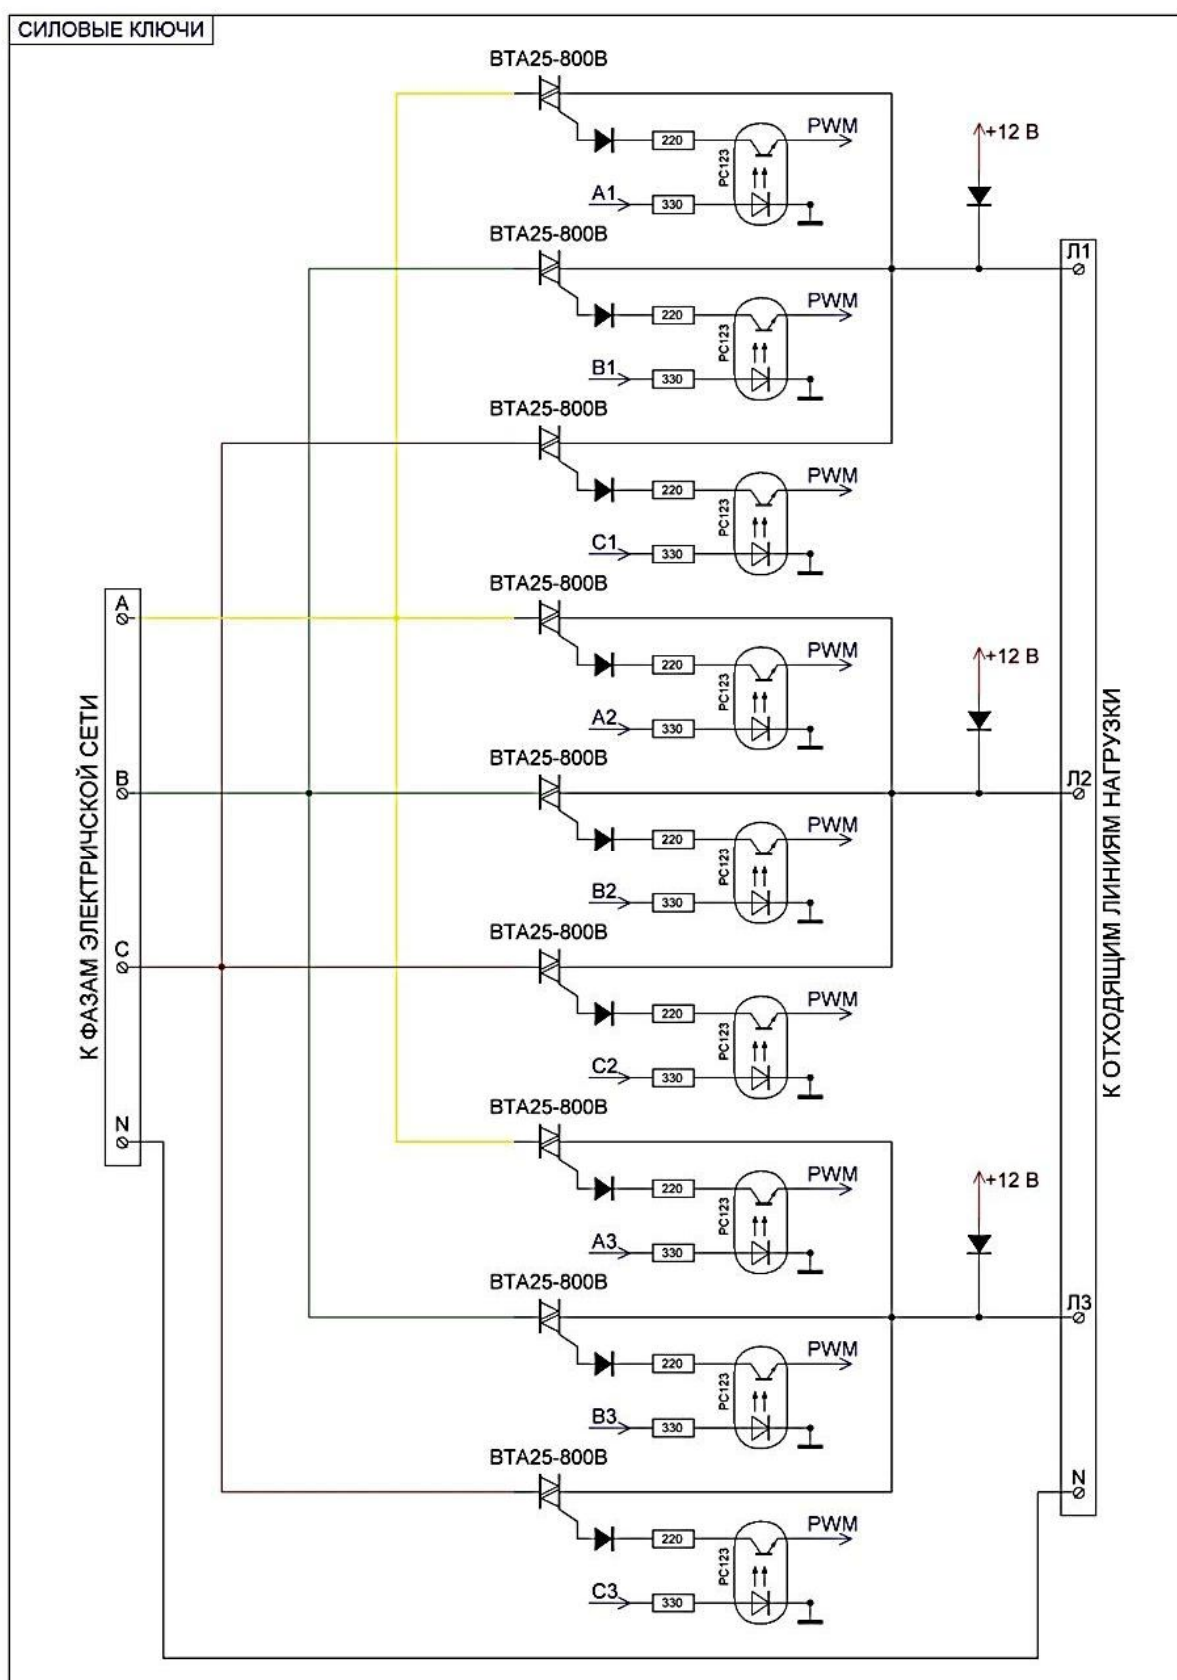 СИЛОВЫЕ КЛЮЧИ
BTA25-800B
PWM
+12 В
220
PC123
A1
330
BTA25-800B
Л1
PWM
220
PC123
B1
330
BTA25-800B
PWM
220
PC123
C1
330
BTA25-800B
A
PWM
+12 В
220
PC123
A2
330
BTA25-800B
B
Л2
PWM
220
PC123
B2
330
BTA25-800B
C
PWM
220
PC123
C2
330
BTA25-800B
N
PWM
+12 В
220
PC123
A3
330
BTA25-800B
Л3
PWM
220
PC123
B3
330
BTA25-800B
N
PWM
220
PC123
C3
330
К ФАЗАМ ЭЛЕКТРИЧСКОЙ СЕТИ
К ОТХОДЯЩИМ ЛИНИЯМ НАГРУЗКИ